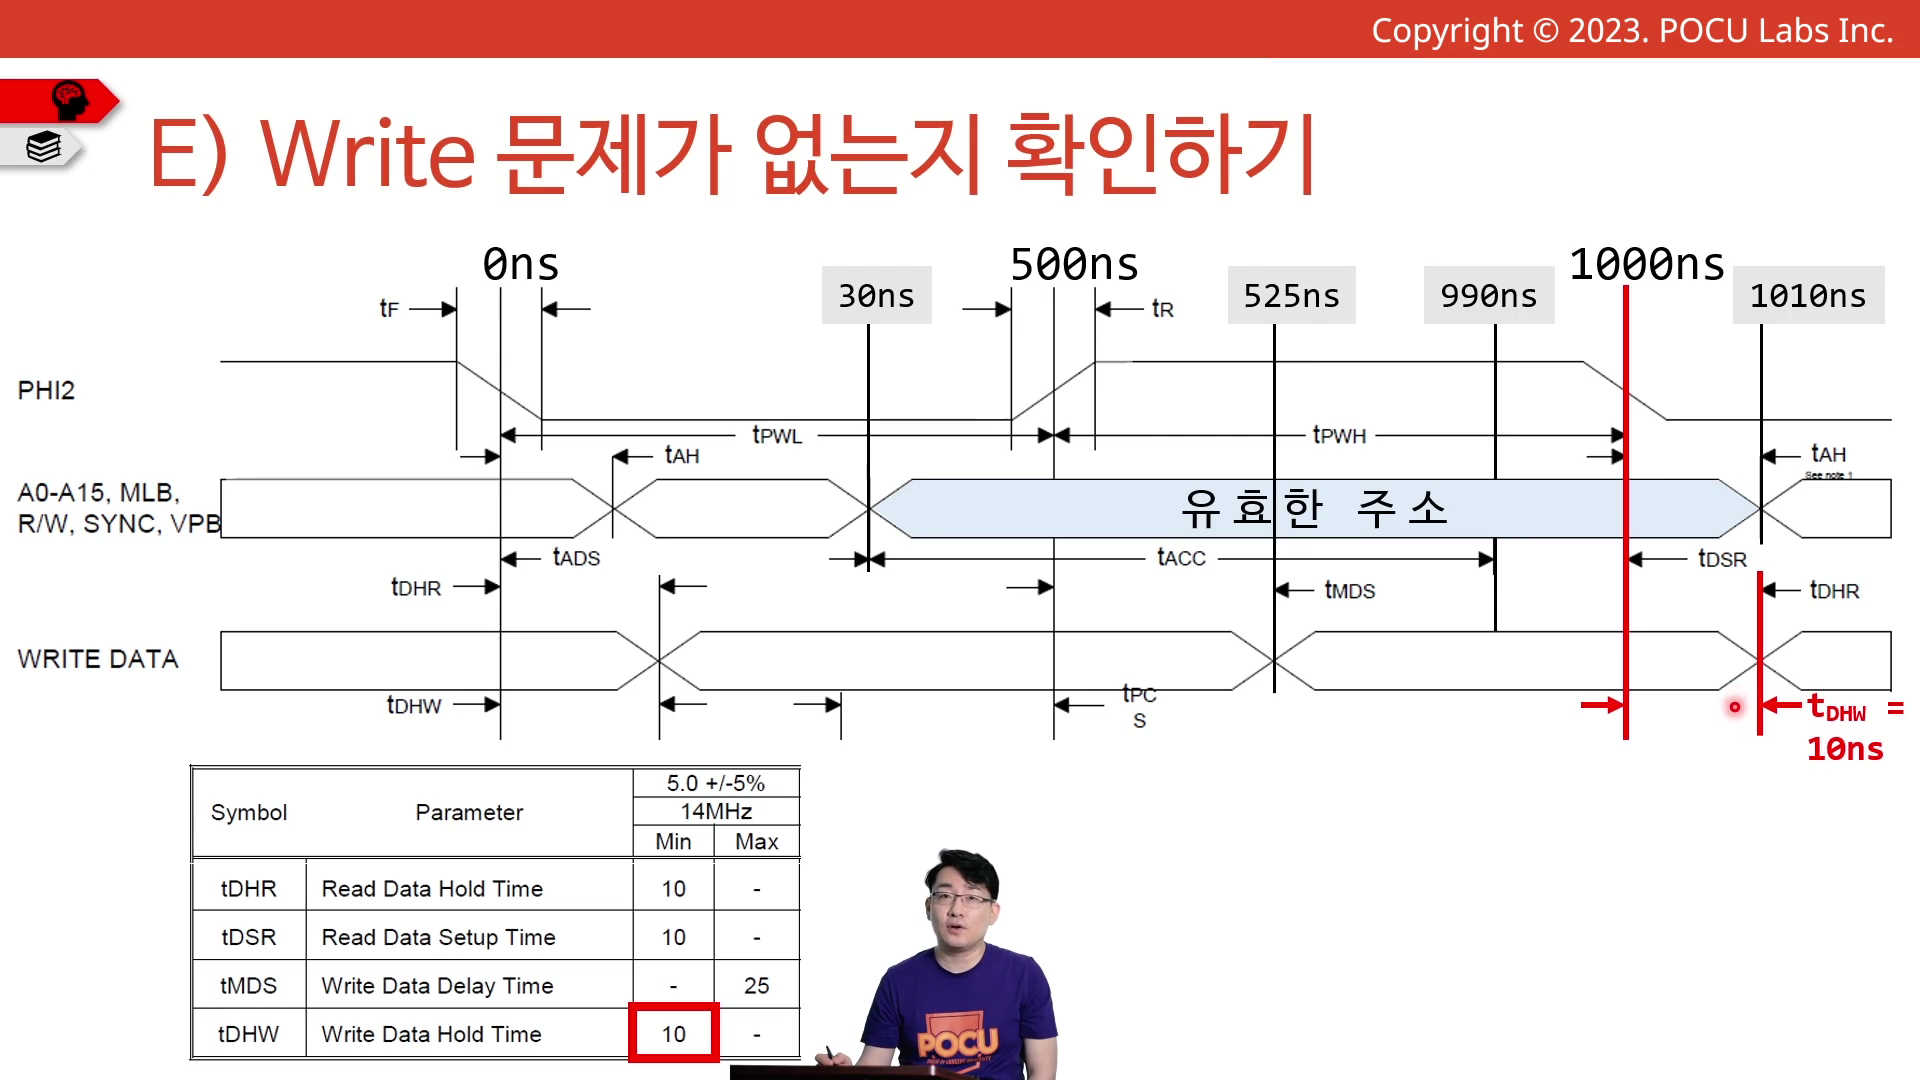 Copyright © 2023. POCU Labs Inc.
E) Write 문제가 없는지 확인하기
0ns 500ns 1000ns
30ns 525ns 990ns 1010ns
tF tR
PHI2
tPWL tPWH
tAH tAH
See note 1
A0-A15, MLB,
R/W, SYNC, VPB
유효한 주소
tADS tACC tDSR
tDHR tMDS tDHR
WRITE DATA
tDHW tPC
S
tDHW =
10ns
5.0 +/-5%
Symbol Parameter 14MHz
Min Max
tDHR Read Data Hold Time 10 -
tDSR Read Data Setup Time 10 -
tMDS Write Data Delay Time - 25
tDHW Write Data Hold Time 10 -
POCU